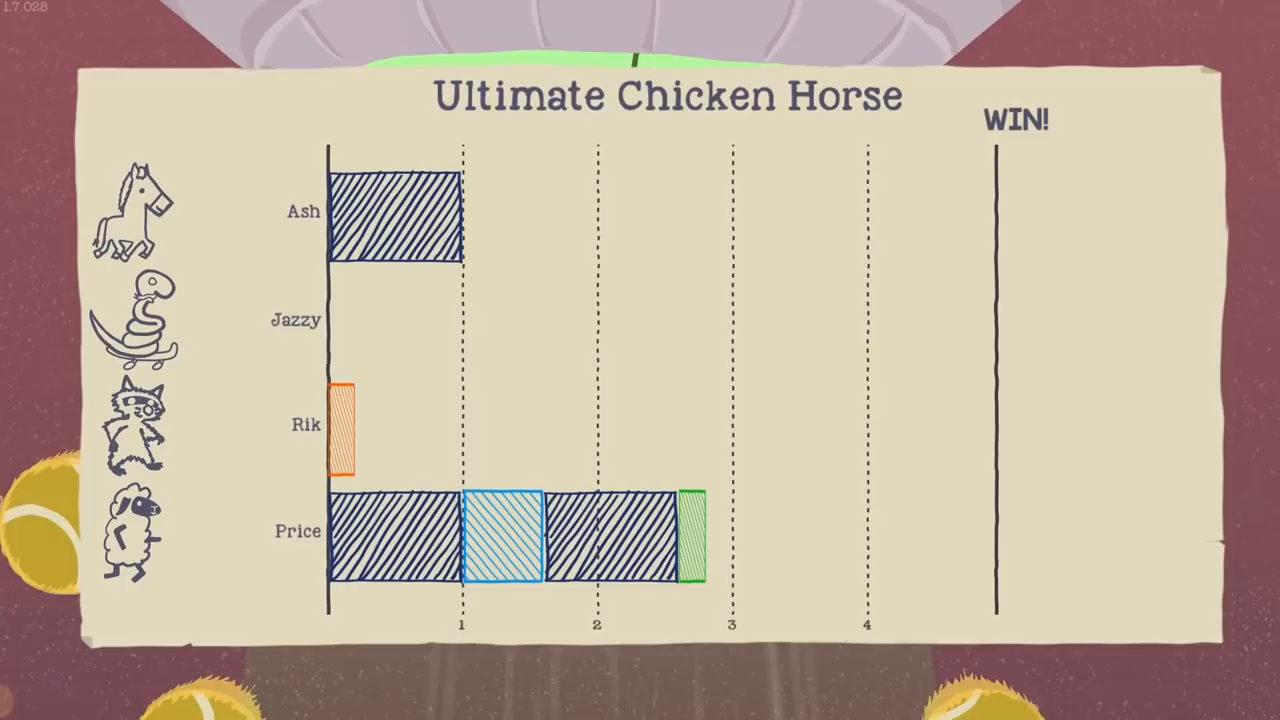 1.7.028
Ultimate Chicken Horse
WIN!
Ash
Jazzy
Rik
Price
1 2 3 4